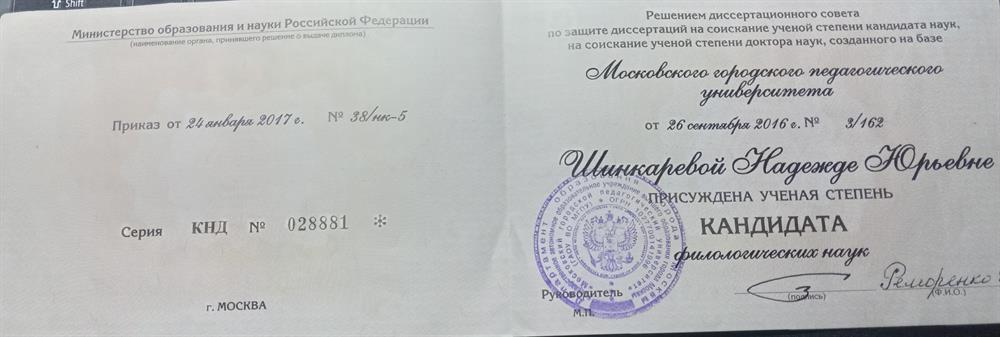 Shift
Министерство образования и науки Российской Федерации
(наименование органа, принявшего решение о выдаче диплома)
Приказ от 24 января 2017 г. № 38/нк-5
Серия КНД № 028881 *
г. МОСКВА
Решением диссертационного совета
по защите диссертаций на соискание ученой степени кандидата наук,
на соискание ученой степени доктора наук, созданного на базе
Московского городского педагогического
университета
от 26 сентября 2016 г. № 3/162
Шинкаревой Надежде Юрьевне
ПРИСУЖДЕНА УЧЕНАЯ СТЕПЕНЬ
КАНДИДАТА
филологических наук
Руководитель
(подпись)
Реморенко
(Ф.И.О.)
М.П.